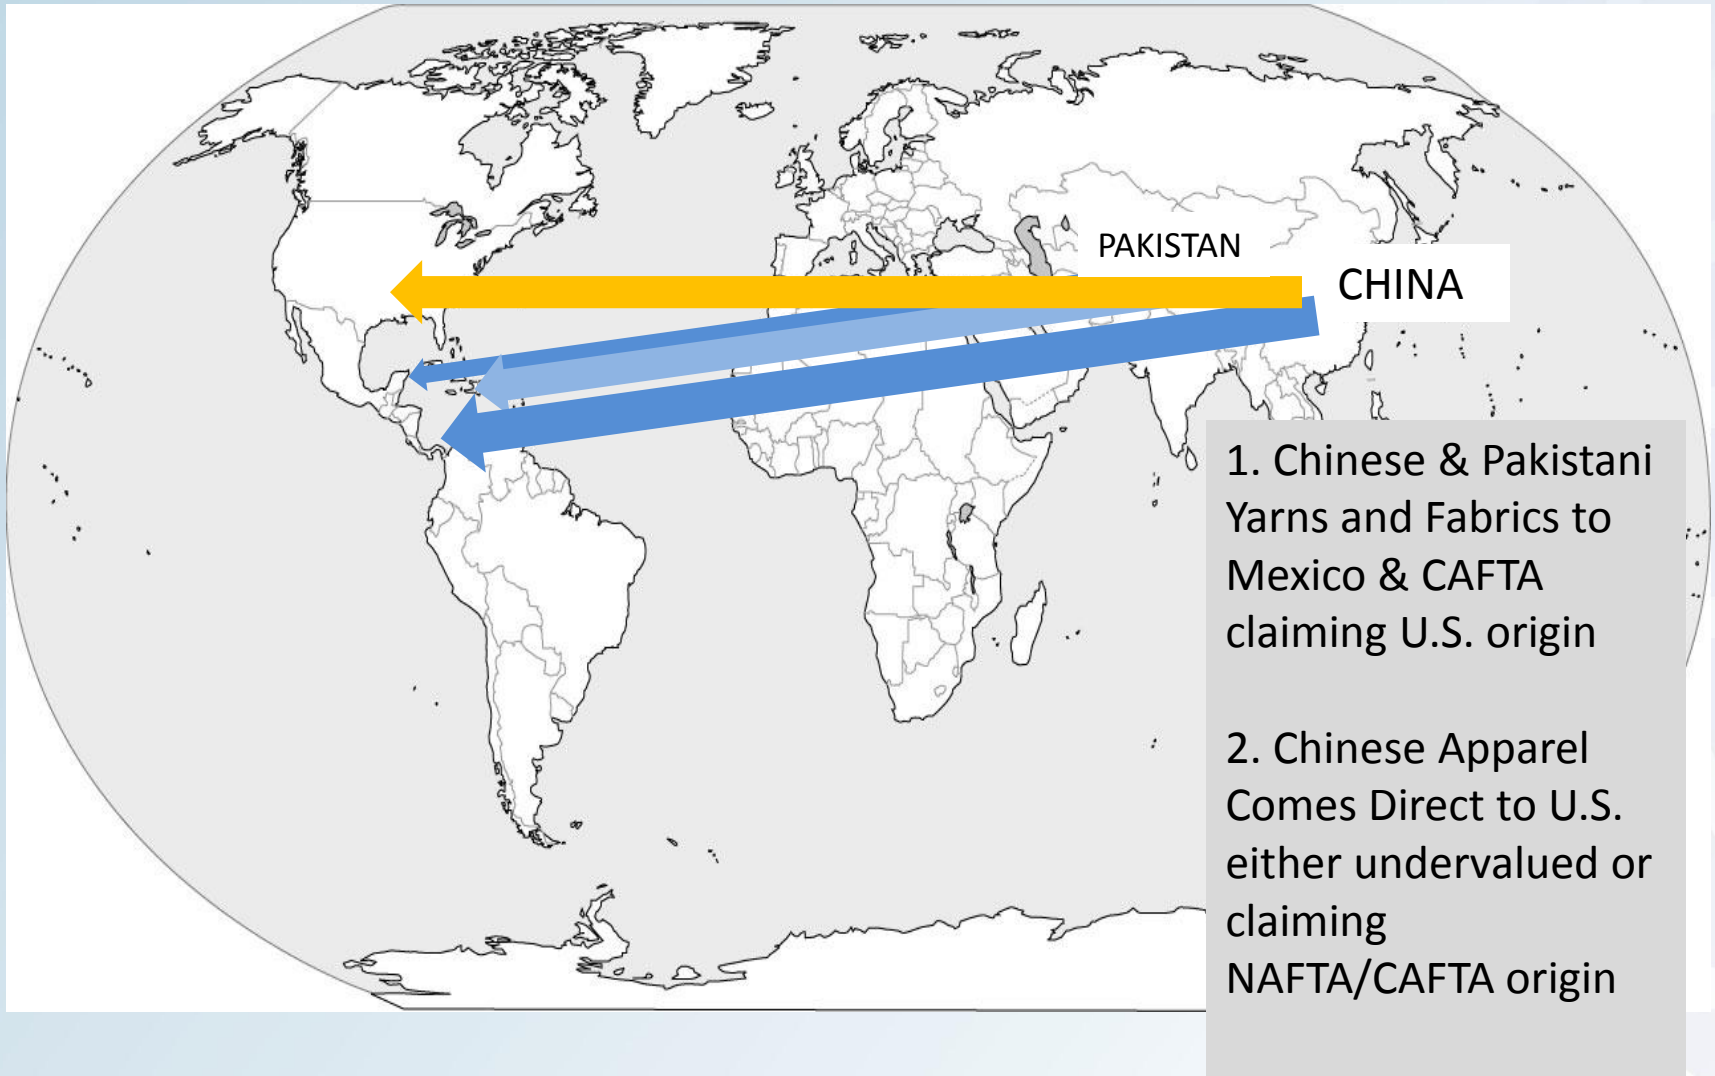 PAKISTAN
CHINA
1. Chinese & Pakistani
Yarns and Fabrics to
Mexico & CAFTA
claiming U.S. origin
2. Chinese Apparel
Comes Direct to U.S.
either undervalued or
claiming
NAFTA/CAFTA origin